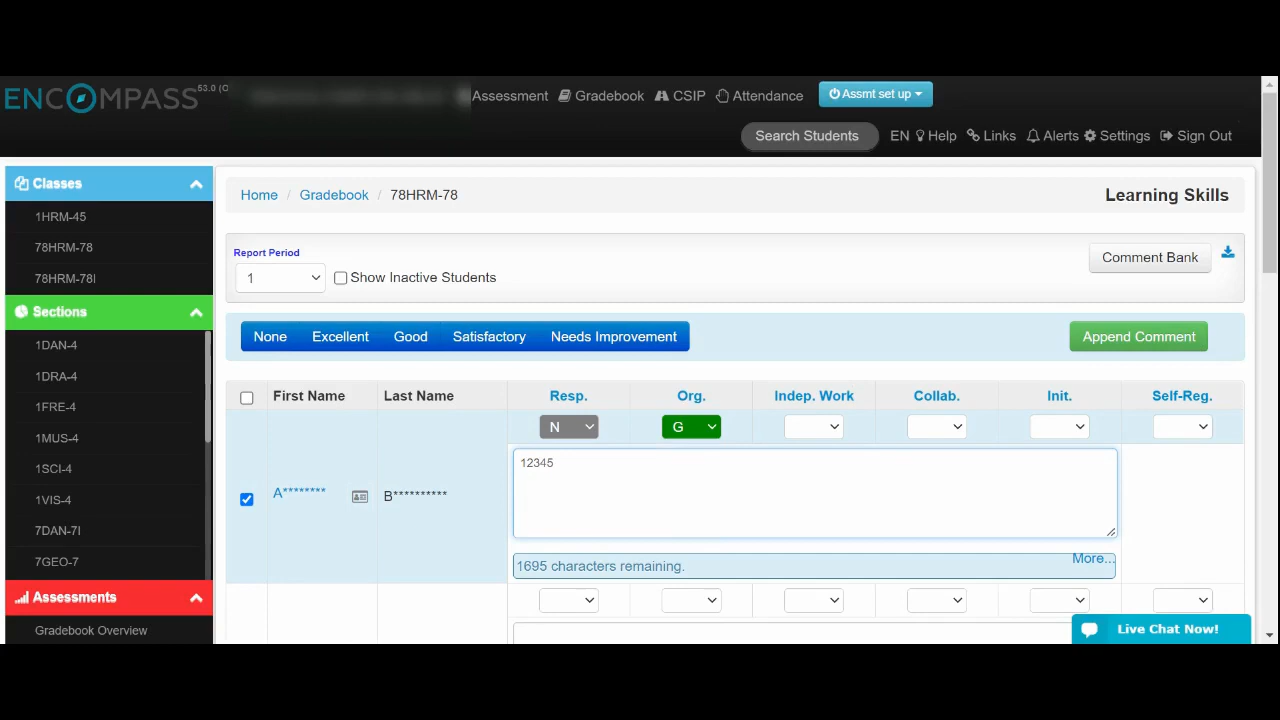 ENCOMPASS 53.0 (O
Assessment Gradebook CSIP Attendance Assmt set up
Search Students EN Help Links Alerts Settings Sign Out
Classes
1HRM-45
78HRM-78
78HRM-78I
Sections
1DAN-4
1DRA-4
1FRE-4
1MUS-4
1SCI-4
1VIS-4
7DAN-7I
7GEO-7
Assessments
Gradebook Overview
Home / Gradebook / 78HRM-78 Learning Skills
Report Period
1 Show Inactive Students Comment Bank
None Excellent Good Satisfactory Needs Improvement Append Comment
First Name Last Name Resp. Org. Indep. Work Collab. Init. Self-Reg.
N G
12345
A******** B**********
1695 characters remaining. More...
Live Chat Now!